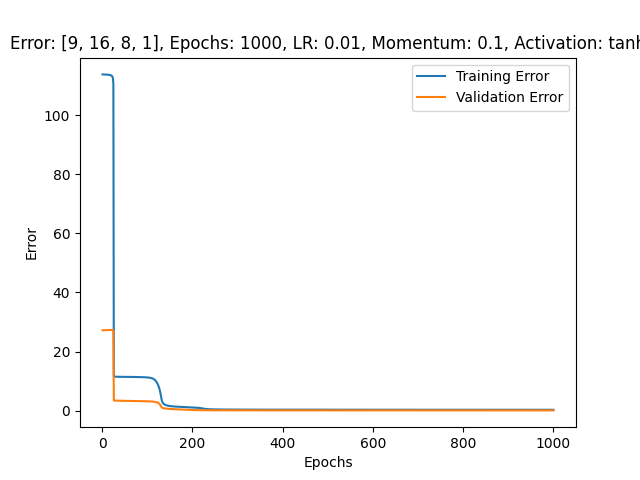 Error: [9, 16, 8, 1], Epochs: 1000, LR: 0.01, Momentum: 0.1, Activation: tanh
Training Error
Validation Error
Error
100
80
60
40
20
0
0
200
400
600
800
1000
Epochs